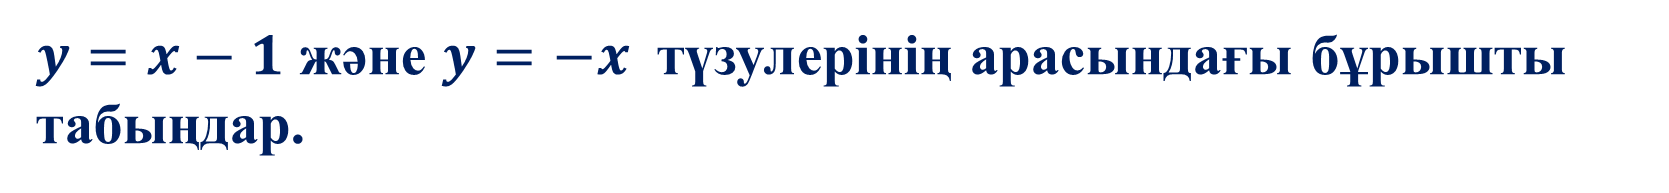 y = x − 1 және y = −x түзулерінің арасындағы бұрышты
табыңдар.